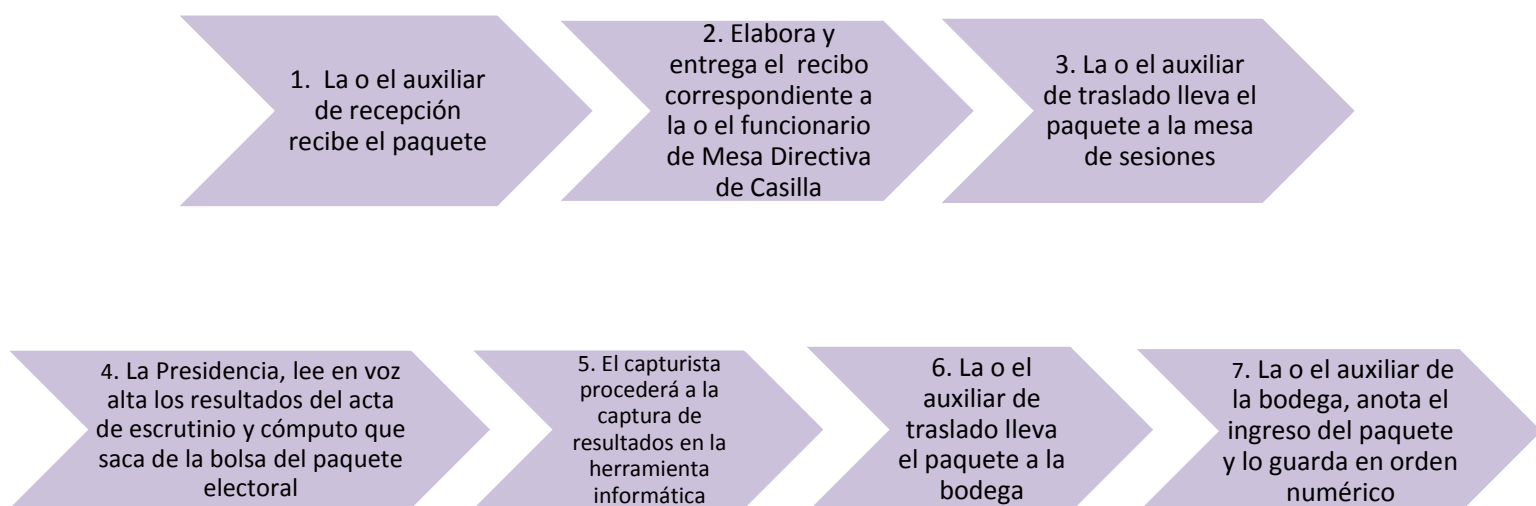 1. La o el auxiliar
de recepción
recibe el paquete
2. Elabora y
entrega el recibo
correspondiente a
la o el funcionario
de Mesa Directiva
de Casilla
3. La o el auxiliar
de traslado lleva el
paquete a la mesa
de sesiones
4. La Presidencia, lee en voz
alta los resultados del acta
de escrutinio y cómputo que
saca de la bolsa del paquete
electoral
5. El capturista
procederá a la
captura de
resultados en la
herramienta
informática
6. La o el
auxiliar de
traslado lleva
el paquete a la
bodega
7. La o el auxiliar de
la bodega, anota el
ingreso del paquete
y lo guarda en orden
numérico